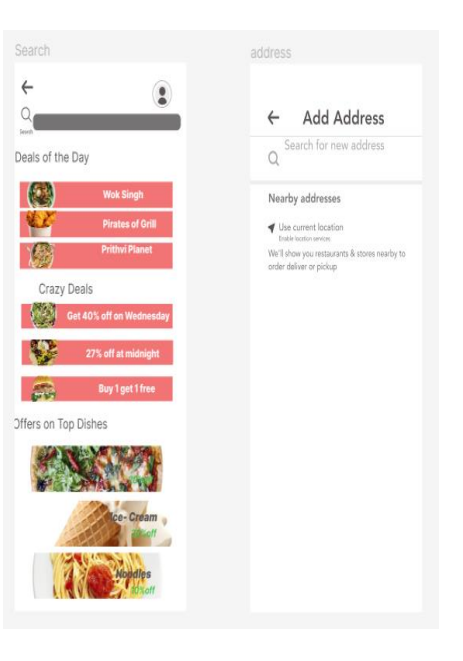 Search
Search
Deals of the Day
Wok Singh
Pirates of Grill
Prithvi Planet
Crazy Deals
Get 40% off on Wednesday
27% off at midnight
Buy 1 get 1 free
Offers on Top Dishes
Ice- Cream
off
Noodles
10%off
address
Add Address
Search for new address
Nearby addresses
Use current location
Enable location services
We'll show you restaurants & stores nearby to
order deliver or pickup